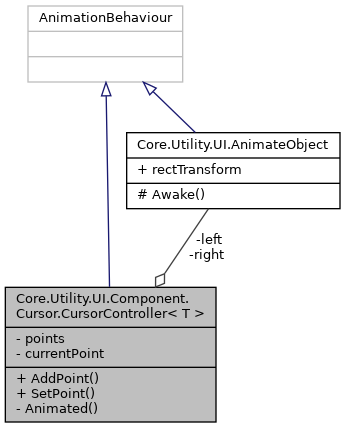 AnimationBehaviour
Core.Utility.UI.AnimateObject
+ rectTransform
# Awake()
-left
-right
Core.Utility.UI.Component.
Cursor.CursorController< T >
- points
- currentPoint
+ AddPoint()
+ SetPoint()
- Animated()